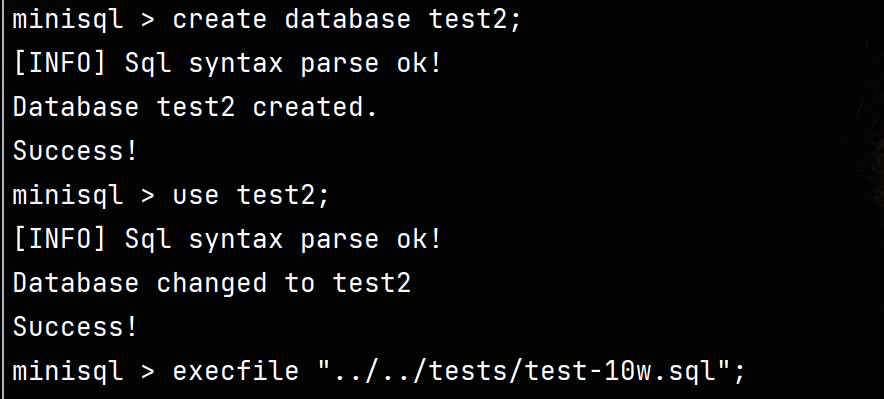 minisql > create database test2;
[INFO] Sql syntax parse ok!
Database test2 created.
Success!
minisql > use test2;
[INFO] Sql syntax parse ok!
Database changed to test2
Success!
minisql > execfile "../../tests/test-10w.sql";